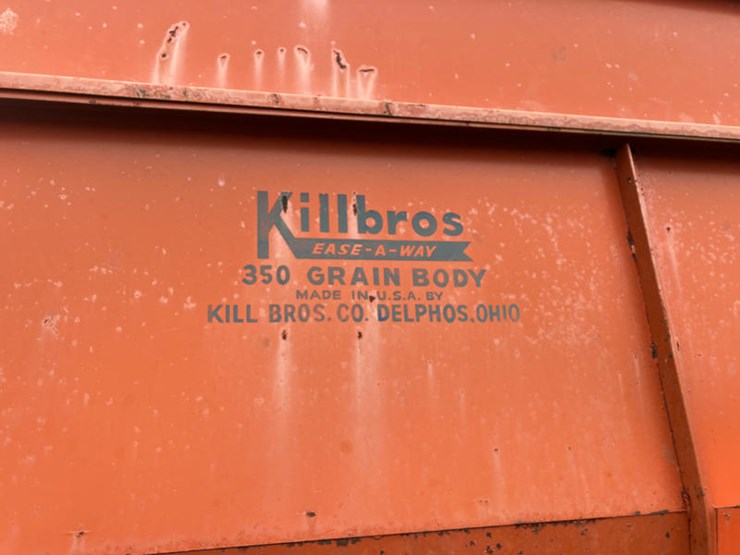 Killbros
EASE-A-WAY
350 GRAIN BODY
MADE IN U.S.A. BY
KILL BROS. CO. DELPHOS, OHIO